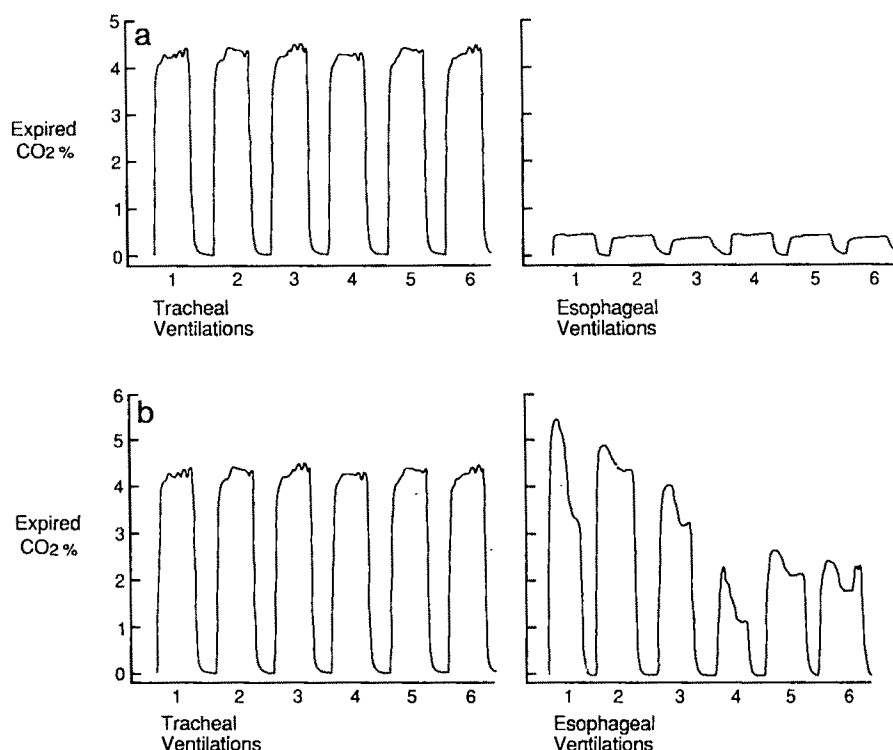 a
5
4
3
2
1
0
Expired
CO2 %
1 2 3 4 5 6
Tracheal
Ventilations
1 2 3 4 5 6
Esophageal
Ventilations
b
6
5
4
3
2
1
0
Expired
CO2 %
1 2 3 4 5 6
Tracheal
Ventilations
1 2 3 4 5 6
Esophageal
Ventilations